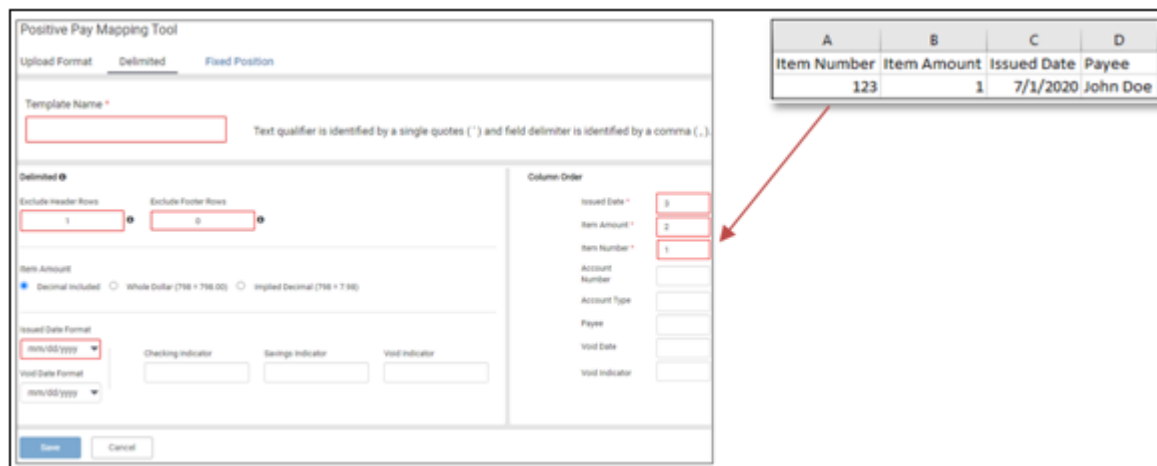 Positive Pay Mapping Tool
Upload Format Delimited Fixed Position
Template Name *
Text qualifier is identified by a single quotes ( ' ) and field delimiter is identified by a comma ( , ).
Delimited
Exclude Header Rows Exclude Footer Rows
1 0
Item Amount
Decimal Included Whole Dollar (798 = 798.00) Implied Decimal (798 = 7.98)
Issued Date Format
mm/dd/yyyy
Checking Indicator Savings Indicator Void Indicator
Void Date Format
mm/dd/yyyy
Save Cancel
Column Order
Issued Date * 3
Item Amount * 2
Item Number * 1
Account
Number
Account Type
Payee
Void Date
Void Indicator
A B C D
Item Number Item Amount Issued Date Payee
123 1 7/1/2020 John Doe